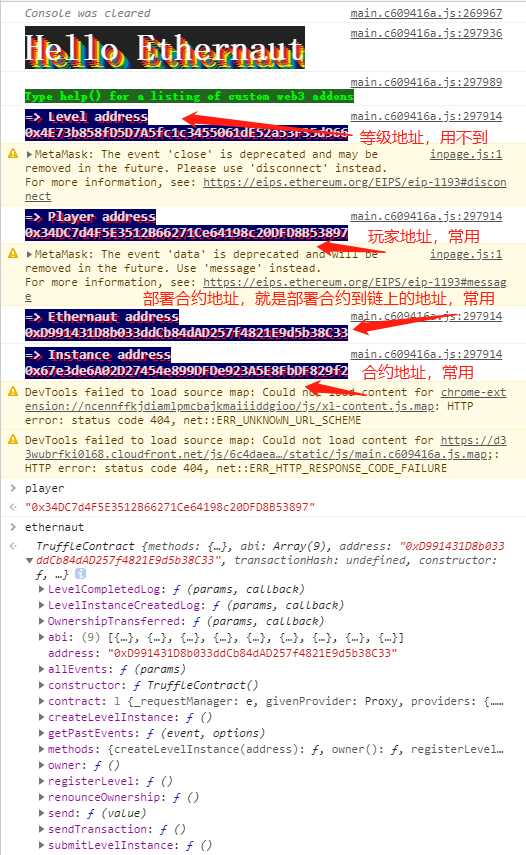 Console was cleared main.c609416a.js:269967
Hello Ethernaut main.c609416a.js:297936
main.c609416a.js:297989
Type help() for a listing of custom web3 addons
=> Level address main.c609416a.js:297914
0x4E73b858fD5D7A5fc1c3455061dE52a53F35d966
等级地址，用不到
▶MetaMask: The event 'close' is deprecated and may be inpage.js:1
removed in the future. Please use 'disconnect' instead.
For more information, see: https://eips.ethereum.org/EIPS/eip-1193#disco
nnect
=> Player address main.c609416a.js:297914
0x34DC7d4F5E3512B66271Ce64198c20DFD8B53897
玩家地址，常用
▶MetaMask: The event 'data' is deprecated and will be inpage.js:1
removed in the future. Use 'message' instead.
For more information, see: https://eips.ethereum.org/EIPS/eip-1193#messag
e
部署合约地址，就是部署合约到链上的地址，常用
=> Ethernaut address main.c609416a.js:297914
0xD991431D8b033ddCb84dAD257f4821E9d5b38C33
=> Instance address main.c609416a.js:297914
0x67e3de6A02D27454e899DFDe923A5E8FbDF829f2
合约地址，常用
DevTools failed to load source map: Could not load content for chrome-ext
ension://ncennffkjdiamlpmcbajkmaiiiddgioo/js/xl-content.js.map: HTTP
error: status code 404, net::ERR_UNKNOWN_URL_SCHEME
DevTools failed to load source map: Could not load content for https://d3
3wubrfki0l68.cloudfront.net/js/6c4daea…/static/js/main.c609416a.js.map;:
HTTP error: status code 404, net::ERR_HTTP_RESPONSE_CODE_FAILURE
> player
< "0x34DC7d4F5E3512B66271Ce64198c20DFD8B53897"
> ethernaut
< TruffleContract {methods: {…}, abi: Array(9), address: "0xD991431D8b033
▼ddCb84dAD257f4821E9d5b38C33", transactionHash: undefined, constructor:
ƒ, …} i
▶ LevelCompletedLog: ƒ (params, callback)
▶ LevelInstanceCreatedLog: ƒ (params, callback)
▶ OwnershipTransferred: ƒ (params, callback)
▶ abi: (9) [{…}, {…}, {…}, {…}, {…}, {…}, {…}, {…}, {…}]
address: "0xD991431D8b033ddCb84dAD257f4821E9d5b38C33"
▶ allEvents: ƒ (params)
▶ constructor: ƒ TruffleContract()
▶ contract: l {_requestManager: e, givenProvider: Proxy, providers: {……
▶ createLevelInstance: ƒ ()
▶ getPastEvents: ƒ (event, options)
▶ methods: {createLevelInstance(address): ƒ, owner(): ƒ, registerLevel…
▶ owner: ƒ ()
▶ registerLevel: ƒ ()
▶ renounceOwnership: ƒ ()
▶ send: ƒ (value)
▶ sendTransaction: ƒ ()
▶ submitLevelInstance: ƒ ()